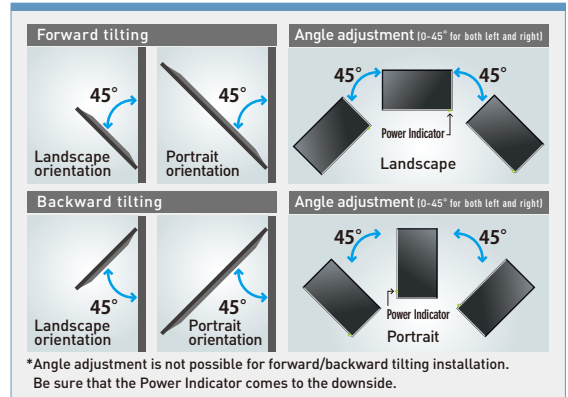 Forward tilting
45°
Landscape
orientation
45°
Portrait
orientation
Angle adjustment (0-45° for both left and right)
45°
45°
Power Indicator
Landscape
Backward tilting
45°
Landscape
orientation
45°
Portrait
orientation
Angle adjustment (0-45° for both left and right)
45°
45°
Power Indicator
Portrait
*Angle adjustment is not possible for forward/backward tilting installation.
Be sure that the Power Indicator comes to the downside.